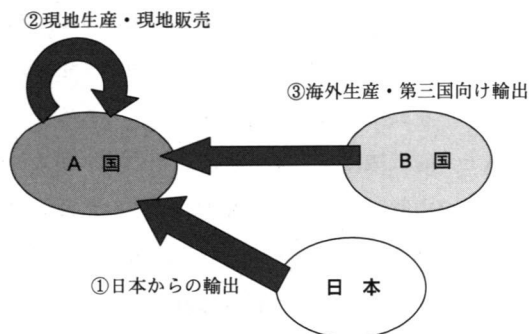 ②現地生産・現地販売
③海外生産・第三国向け輸出
A 国
B 国
①日本からの輸出
日 本